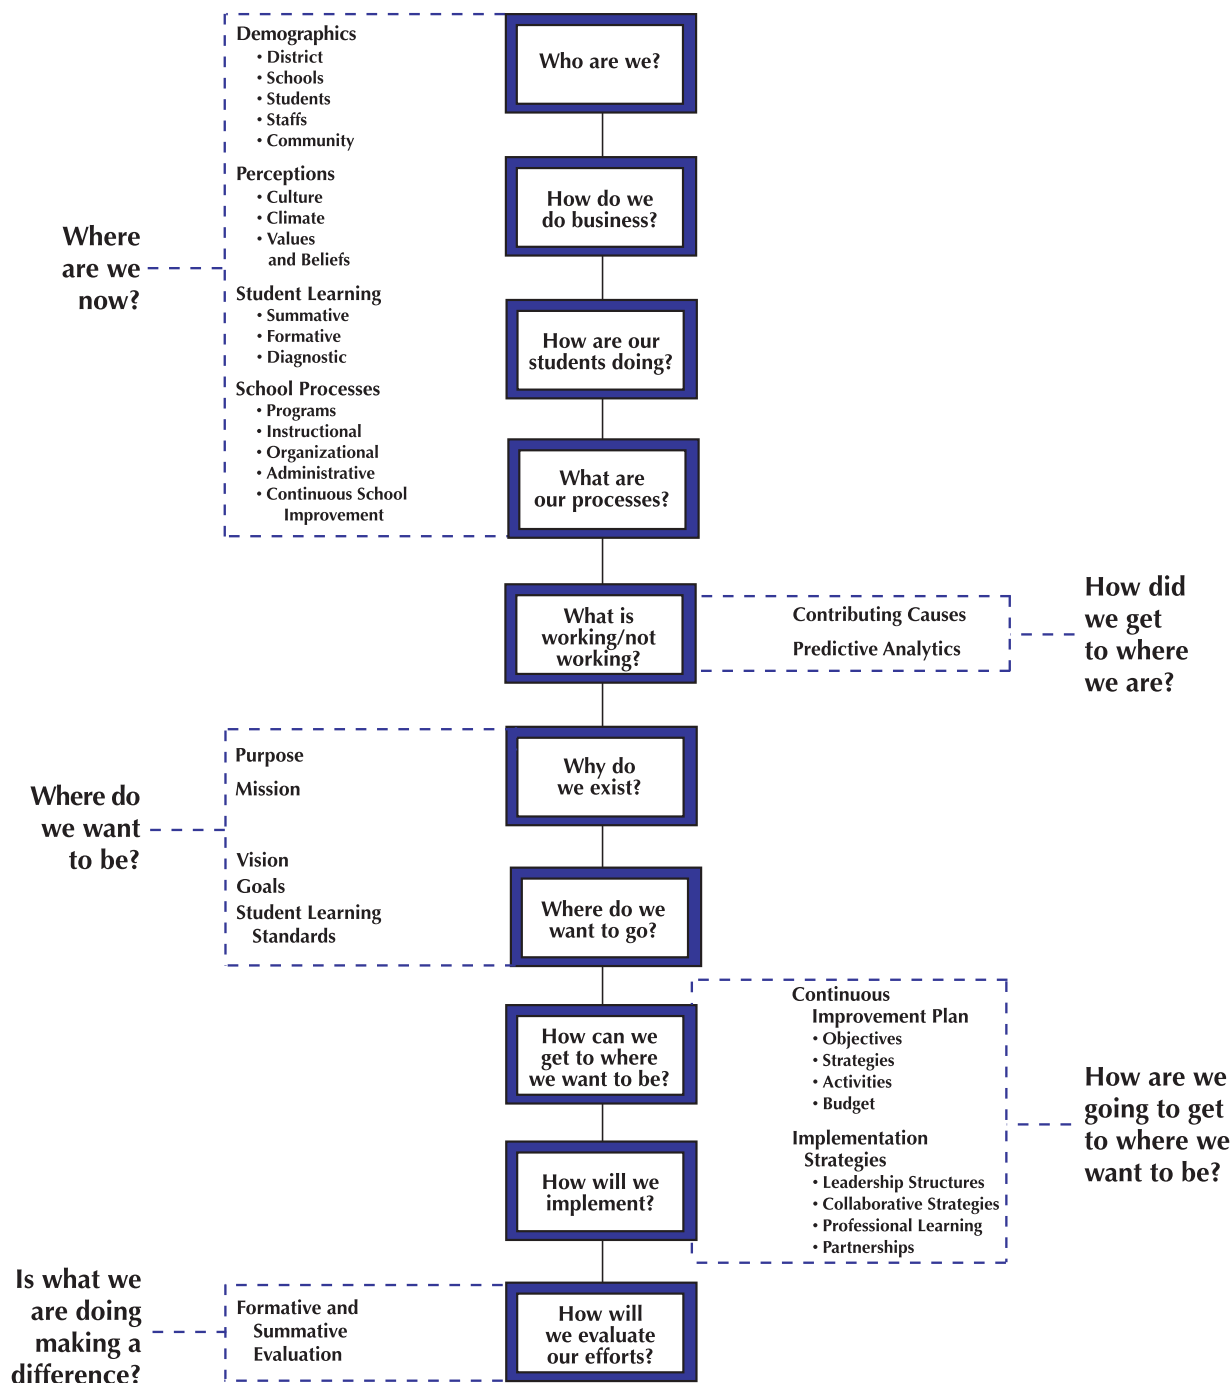 Demographics
• District
• Schools
• Students
• Staffs
• Community
Who are we?
Perceptions
• Culture
• Climate
• Values
and Beliefs
How do we
do business?
Where
are we
now?
Student Learning
• Summative
• Formative
• Diagnostic
How are our
students doing?
School Processes
• Programs
• Instructional
• Organizational
• Administrative
• Continuous School
Improvement
What are
our processes?
What is
working/not
working?
Contributing Causes
Predictive Analytics
How did
we get
to where
we are?
Where do
we want
to be?
Purpose
Mission
Why do
we exist?
Vision
Goals
Student Learning
Standards
Where do we
want to go?
How can we
get to where
we want to be?
Continuous
Improvement Plan
• Objectives
• Strategies
• Activities
• Budget
How are we
going to get
to where we
want to be?
How will we
implement?
Implementation
Strategies
• Leadership Structures
• Collaborative Strategies
• Professional Learning
• Partnerships
Is what we
are doing
making a
difference?
Formative and
Summative
Evaluation
How will
we evaluate
our efforts?